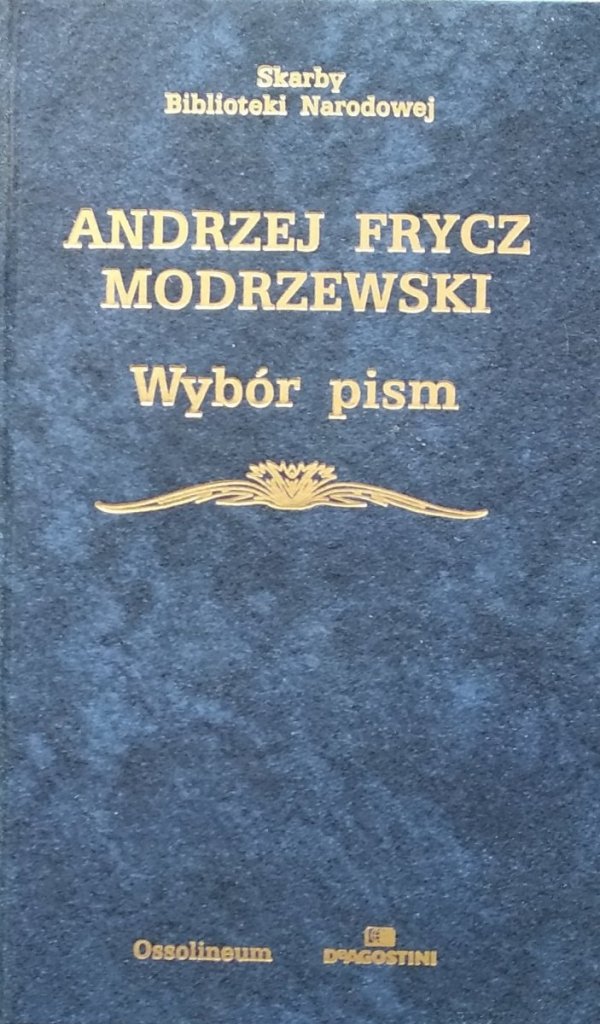 Skarby
Biblioteki Narodowej
ANDRZEJ FRYCZ
MODRZEWSKI
Wybór pism
Ossolineum
DeAGOSTINI